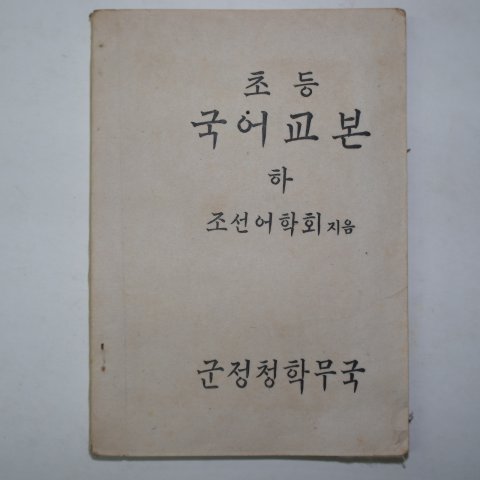 초등
국어교본
하
조선어학회 지음
군정청학무국